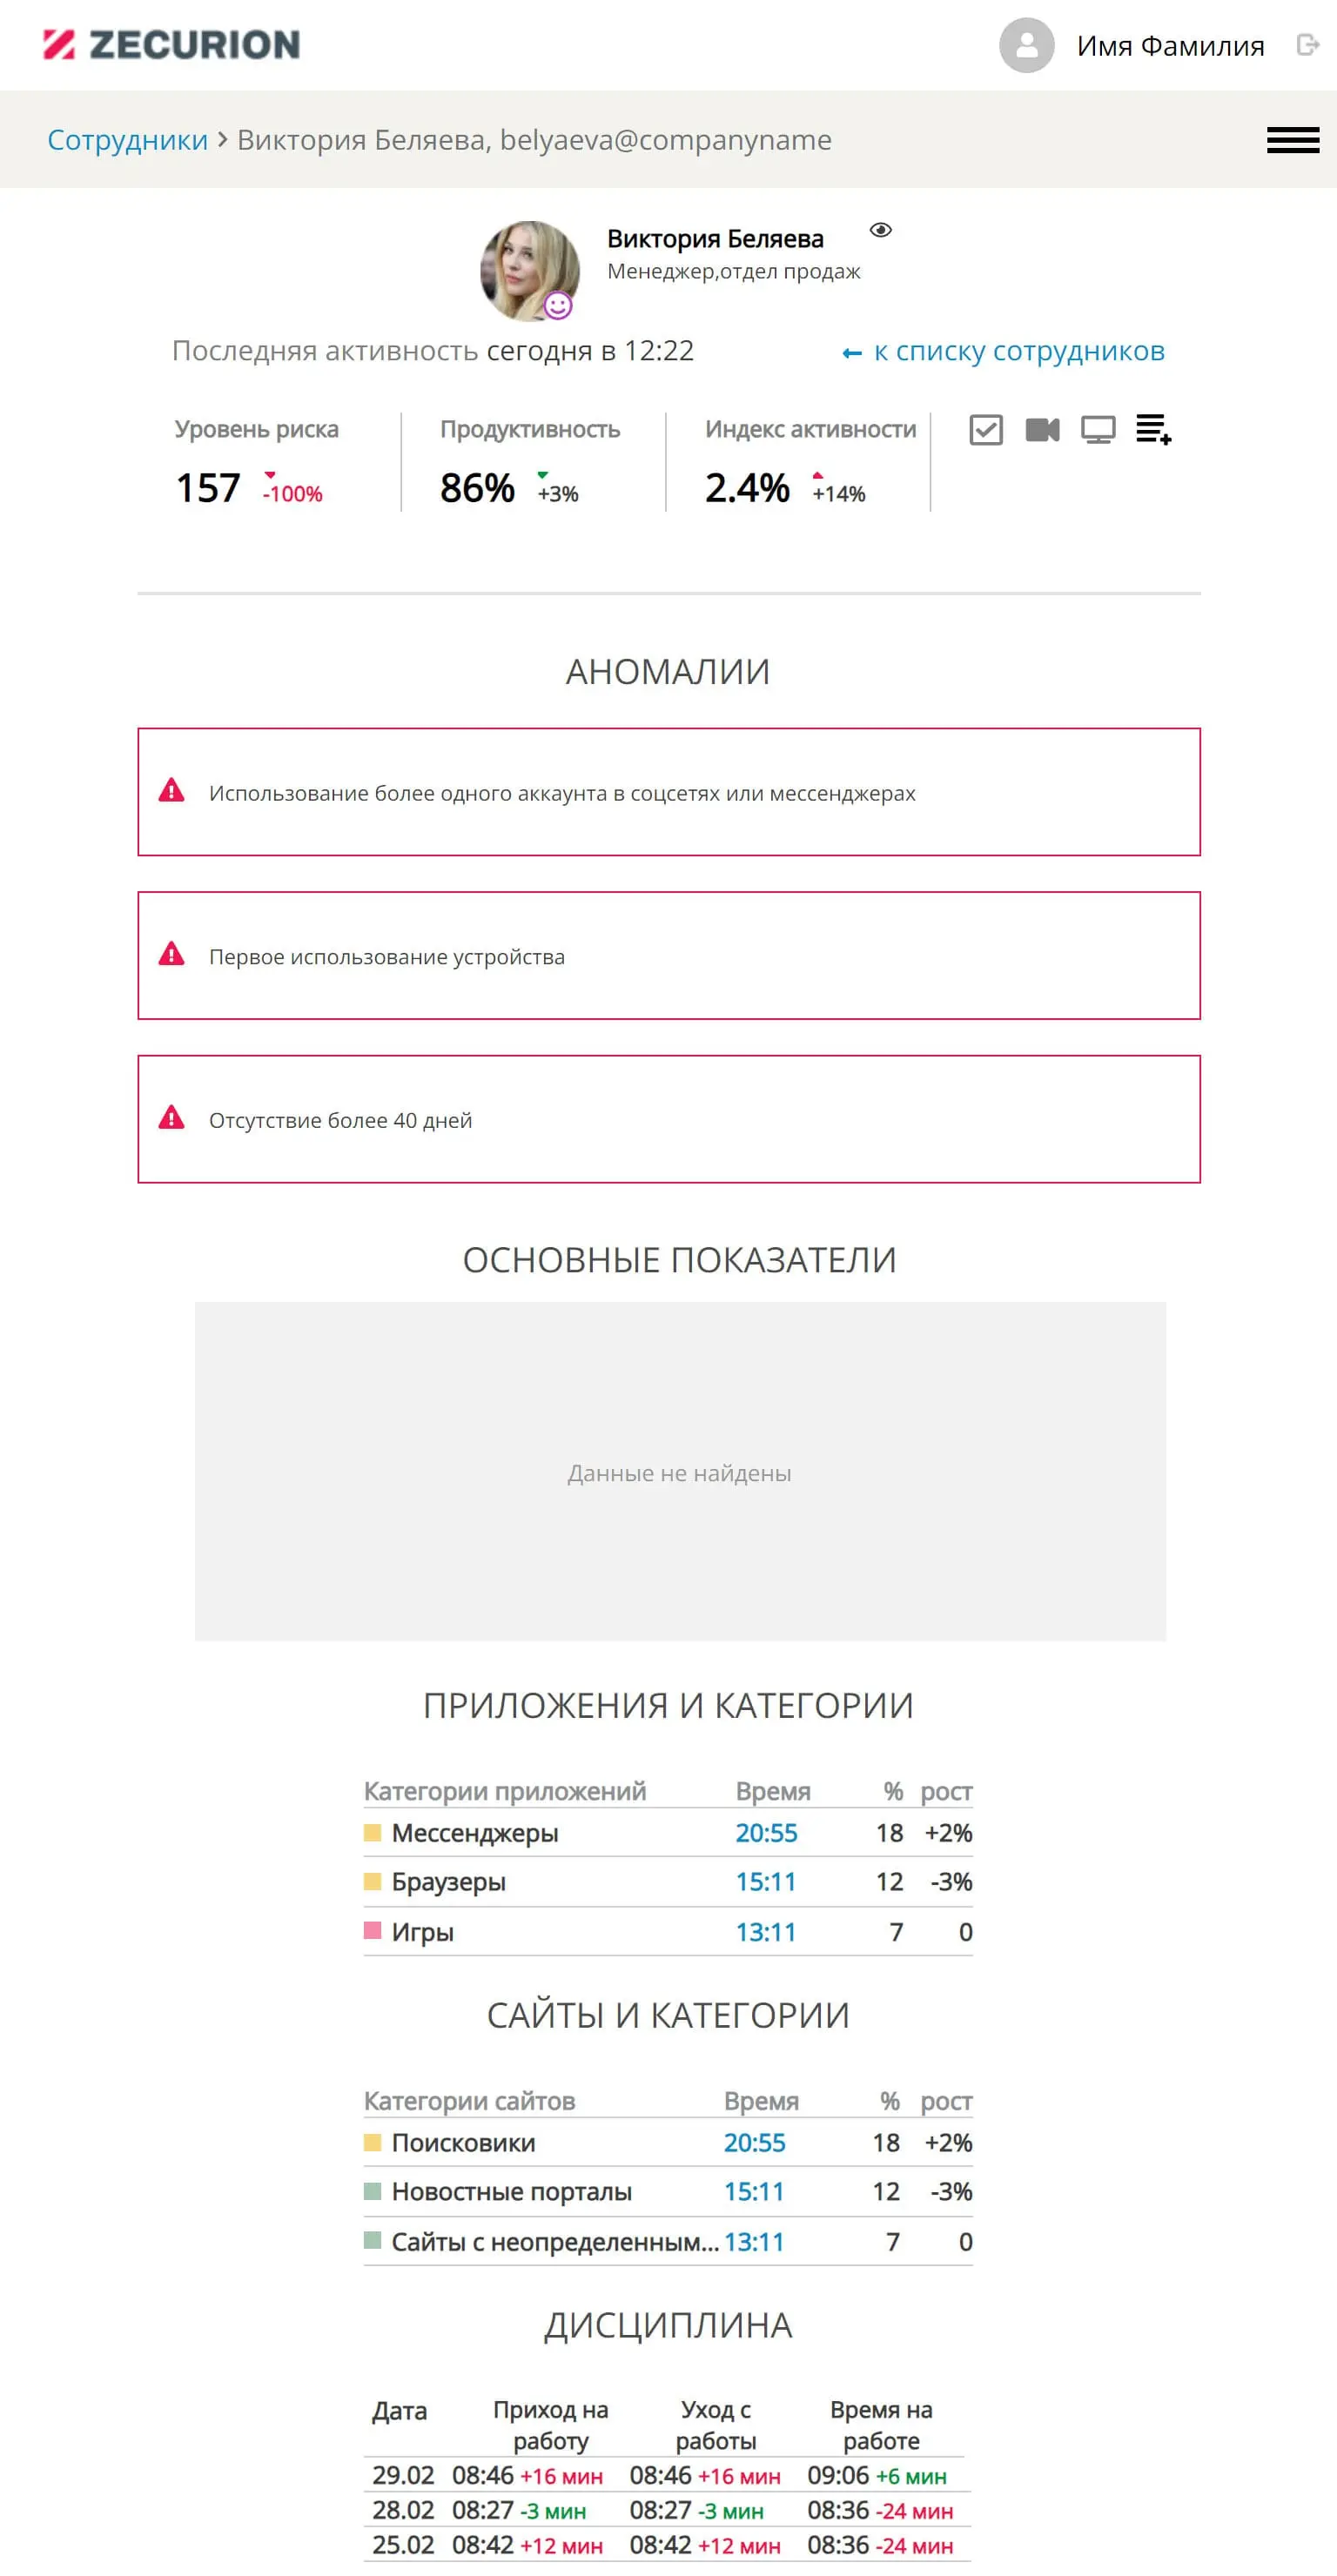 ZECURION
Имя Фамилия
Сотрудники > Виктория Беляева, belyaeva@companyname
Виктория Беляева
Менеджер,отдел продаж
Последняя активность сегодня в 12:22
← к списку сотрудников
Уровень риска Продуктивность Индекс активности
157 -100% 86% +3% 2.4% +14%
АНОМАЛИИ
Использование более одного аккаунта в соцсетях или мессенджерах
Первое использование устройства
Отсутствие более 40 дней
ОСНОВНЫЕ ПОКАЗАТЕЛИ
Данные не найдены
ПРИЛОЖЕНИЯ И КАТЕГОРИИ
Категории приложений Время % рост
Мессенджеры 20:55 18 +2%
Браузеры 15:11 12 -3%
Игры 13:11 7 0
САЙТЫ И КАТЕГОРИИ
Категории сайтов Время % рост
Поисковики 20:55 18 +2%
Новостные порталы 15:11 12 -3%
Сайты с неопределенным... 13:11 7 0
ДИСЦИПЛИНА
Дата Приход на Уход с Время на
работу работы работе
29.02 08:46 +16 мин 08:46 +16 мин 09:06 +6 мин
28.02 08:27 -3 мин 08:27 -3 мин 08:36 -24 мин
25.02 08:42 +12 мин 08:42 +12 мин 08:36 -24 мин